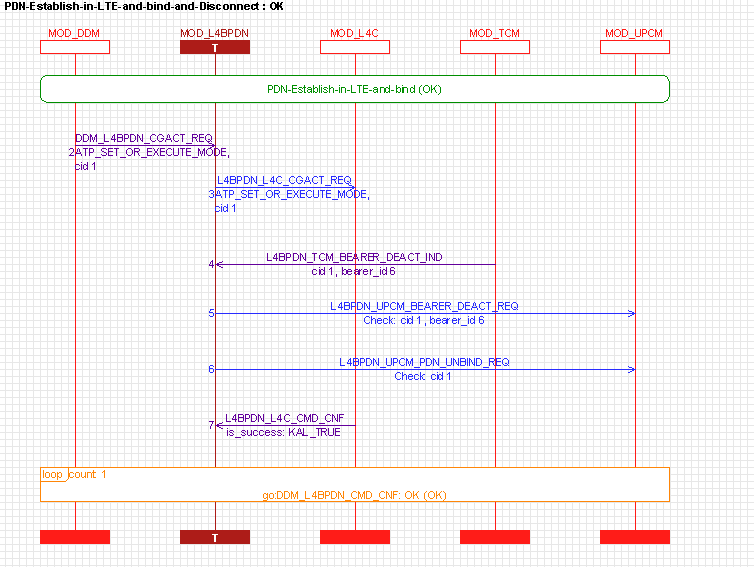 PDN-Establish-in-LTE-and-bind-and-Disconnect : OK
MOD_DDM MOD_L4BPDN MOD_L4C MOD_TCM MOD_UPCM
T
PDN-Establish-in-LTE-and-bind (OK)
DDM_L4BPDN_CGACT_REQ
2 ATP_SET_OR_EXECUTE_MODE,
cid 1
L4BPDN_L4C_CGACT_REQ
3 ATP_SET_OR_EXECUTE_MODE,
cid 1
L4BPDN_TCM_BEARER_DEACT_IND
4
cid 1, bearer_id 6
L4BPDN_UPCM_BEARER_DEACT_REQ
5
Check: cid 1, bearer_id 6
L4BPDN_UPCM_PDN_UNBIND_REQ
6
Check: cid 1
L4BPDN_L4C_CMD_CNF
7
is_success: KAL_TRUE
loop count 1
go:DDM_L4BPDN_CMD_CNF: OK (OK)
T